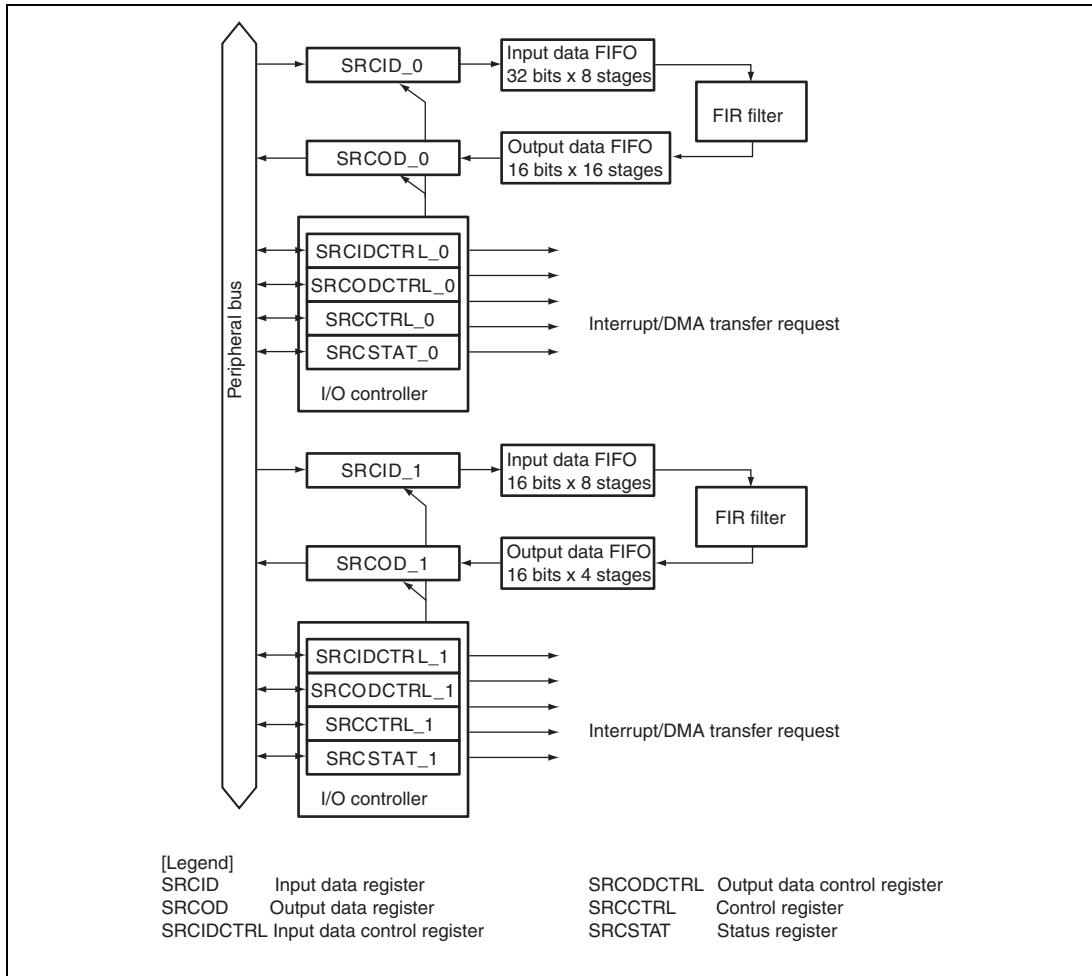 SRCID_0
Input data FIFO
32 bits x 8 stages
FIR filter
SRCOD_0
Output data FIFO
16 bits x 16 stages
Peripheral bus
SRCIDCTRL_0
SRCODCTRL_0
SRCCTRL_0
SRCSTAT_0
I/O controller
Interrupt/DMA transfer request
SRCID_1
Input data FIFO
16 bits x 8 stages
FIR filter
SRCOD_1
Output data FIFO
16 bits x 4 stages
SRCIDCTRL_1
SRCODCTRL_1
SRCCTRL_1
SRCSTAT_1
I/O controller
Interrupt/DMA transfer request
[Legend]
SRCID Input data register
SRCOD Output data register
SRCIDCTRL Input data control register
SRCODCTRL Output data control register
SRCCTRL Control register
SRCSTAT Status register